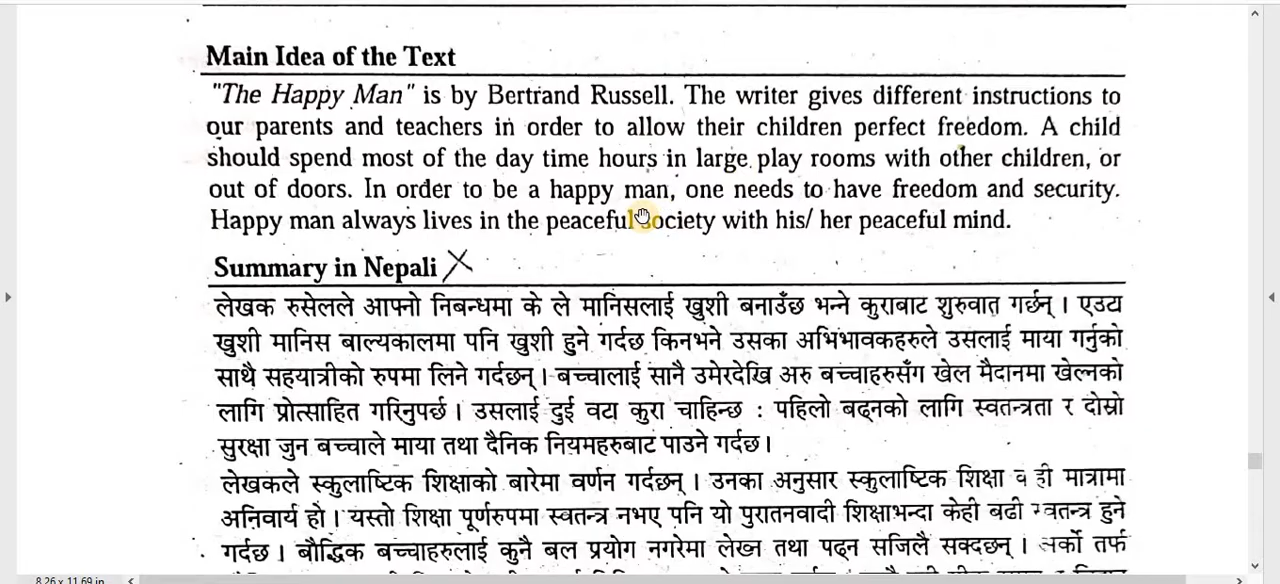 Main Idea of the Text
"The Happy Man" is by Bertrand Russell. The writer gives different instructions to
our parents and teachers in order to allow their children perfect freedom. A child
should spend most of the day time hours in large play rooms with other children, or
out of doors. In order to be a happy man, one needs to have freedom and security.
Happy man always lives in the peaceful society with his/ her peaceful mind.
Summary in Nepali
लेखक रुसेलले आफ्नो निबन्धमा के ले मानिसलाई खुशी बनाउँछ भन्ने कुराबाट शुरुवात गर्छन् । एउटा
खुशी मानिस बाल्यकालमा पनि खुशी हुने गर्दछ किनभने उसका अभिभावकहरुले उसलाई माया गर्नुको
साथै सहयात्रीको रुपमा लिने गर्दछन् । बच्चालाई सानै उमेरदेखि अरु बच्चाहरुसँग खेल मैदानमा खेल्नको
लागि प्रोत्साहित गरिनुपर्छ । उसलाई दुई वटा कुरा चाहिन्छ : पहिलो बढ्नको लागि स्वतन्त्रता र दोस्रो
सुरक्षा जुन बच्चाले माया तथा दैनिक नियमहरुबाट पाउने गर्दछ ।
लेखकले स्कुलाष्टिक शिक्षाको बारेमा वर्णन गर्दछन् । उनका अनुसार स्कुलाष्टिक शिक्षा ही मात्रामा
अनिवार्य हो । यस्तो शिक्षा पूर्णरुपमा स्वतन्त्र नभए पनि यो पुरातनवादी शिक्षाभन्दा केही बढी हुने
गर्दछ । बौद्धिक बच्चाहरुलाई कुनै बल प्रयोग नगरेमा लेख्न तथा पढ्न सजिलै सक्दछन् । तर्फ
8.26 x 11.69 in